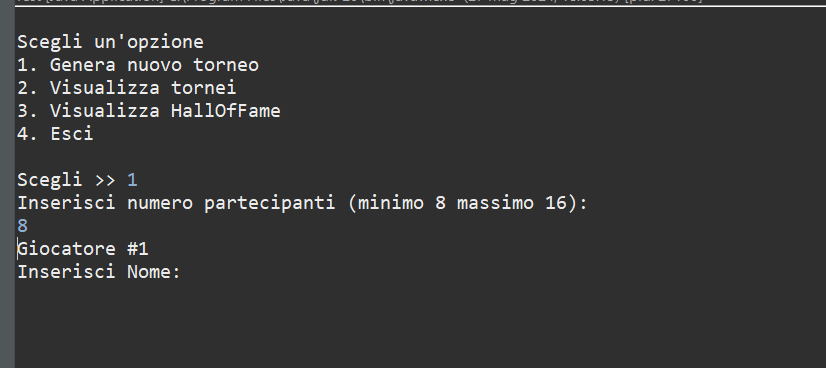 Scegli un'opzione
1. Genera nuovo torneo
2. Visualizza tornei
3. Visualizza HallOfFame
4. Esci
Scegli >> 1
Inserisci numero partecipanti (minimo 8 massimo 16):
8
Giocatore #1
Inserisci Nome: